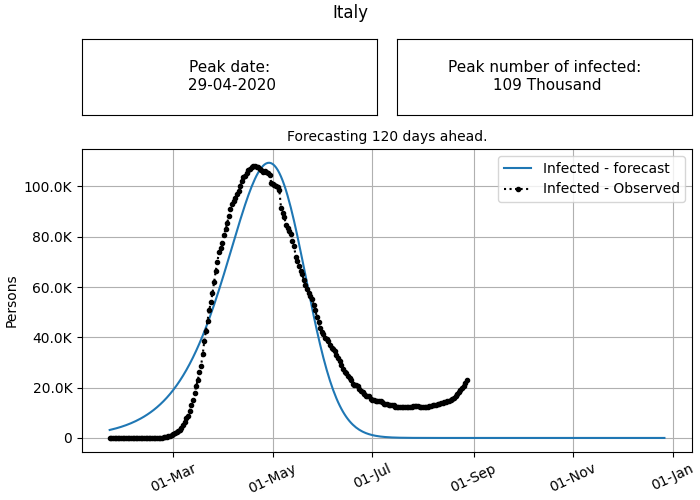 Italy
Peak date:
29-04-2020
Peak number of infected:
109 Thousand
Forecasting 120 days ahead.
Infected - forecast
Infected - Observed
Persons
100.0K
80.0K
60.0K
40.0K
20.0K
0
01-Mar
01-May
01-Jul
01-Sep
01-Nov
01-Jan